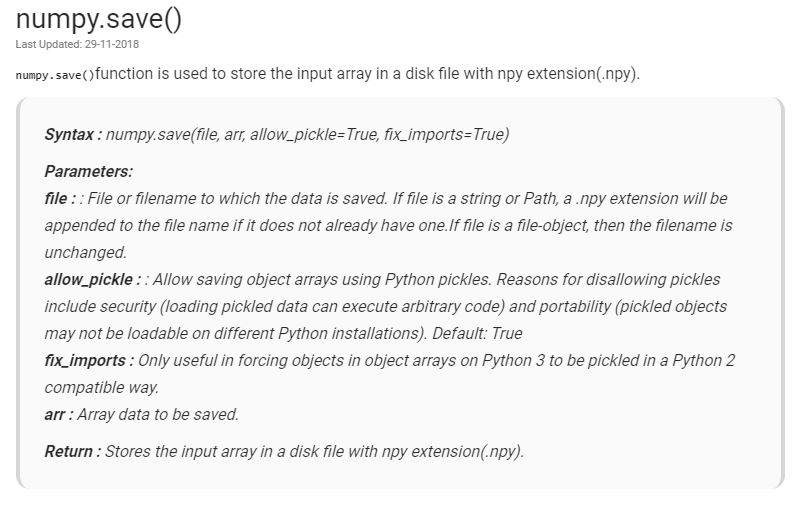 numpy.save()
Last Updated: 29-11-2018
numpy.save()function is used to store the input array in a disk file with npy extension(.npy).
Syntax : numpy.save(file, arr, allow_pickle=True, fix_imports=True)
Parameters:
file : : File or filename to which the data is saved. If file is a string or Path, a .npy extension will be
appended to the file name if it does not already have one.If file is a file-object, then the filename is
unchanged.
allow_pickle : : Allow saving object arrays using Python pickles. Reasons for disallowing pickles
include security (loading pickled data can execute arbitrary code) and portability (pickled objects
may not be loadable on different Python installations). Default: True
fix_imports : Only useful in forcing objects in object arrays on Python 3 to be pickled in a Python 2
compatible way.
arr : Array data to be saved.
Return : Stores the input array in a disk file with npy extension(.npy).